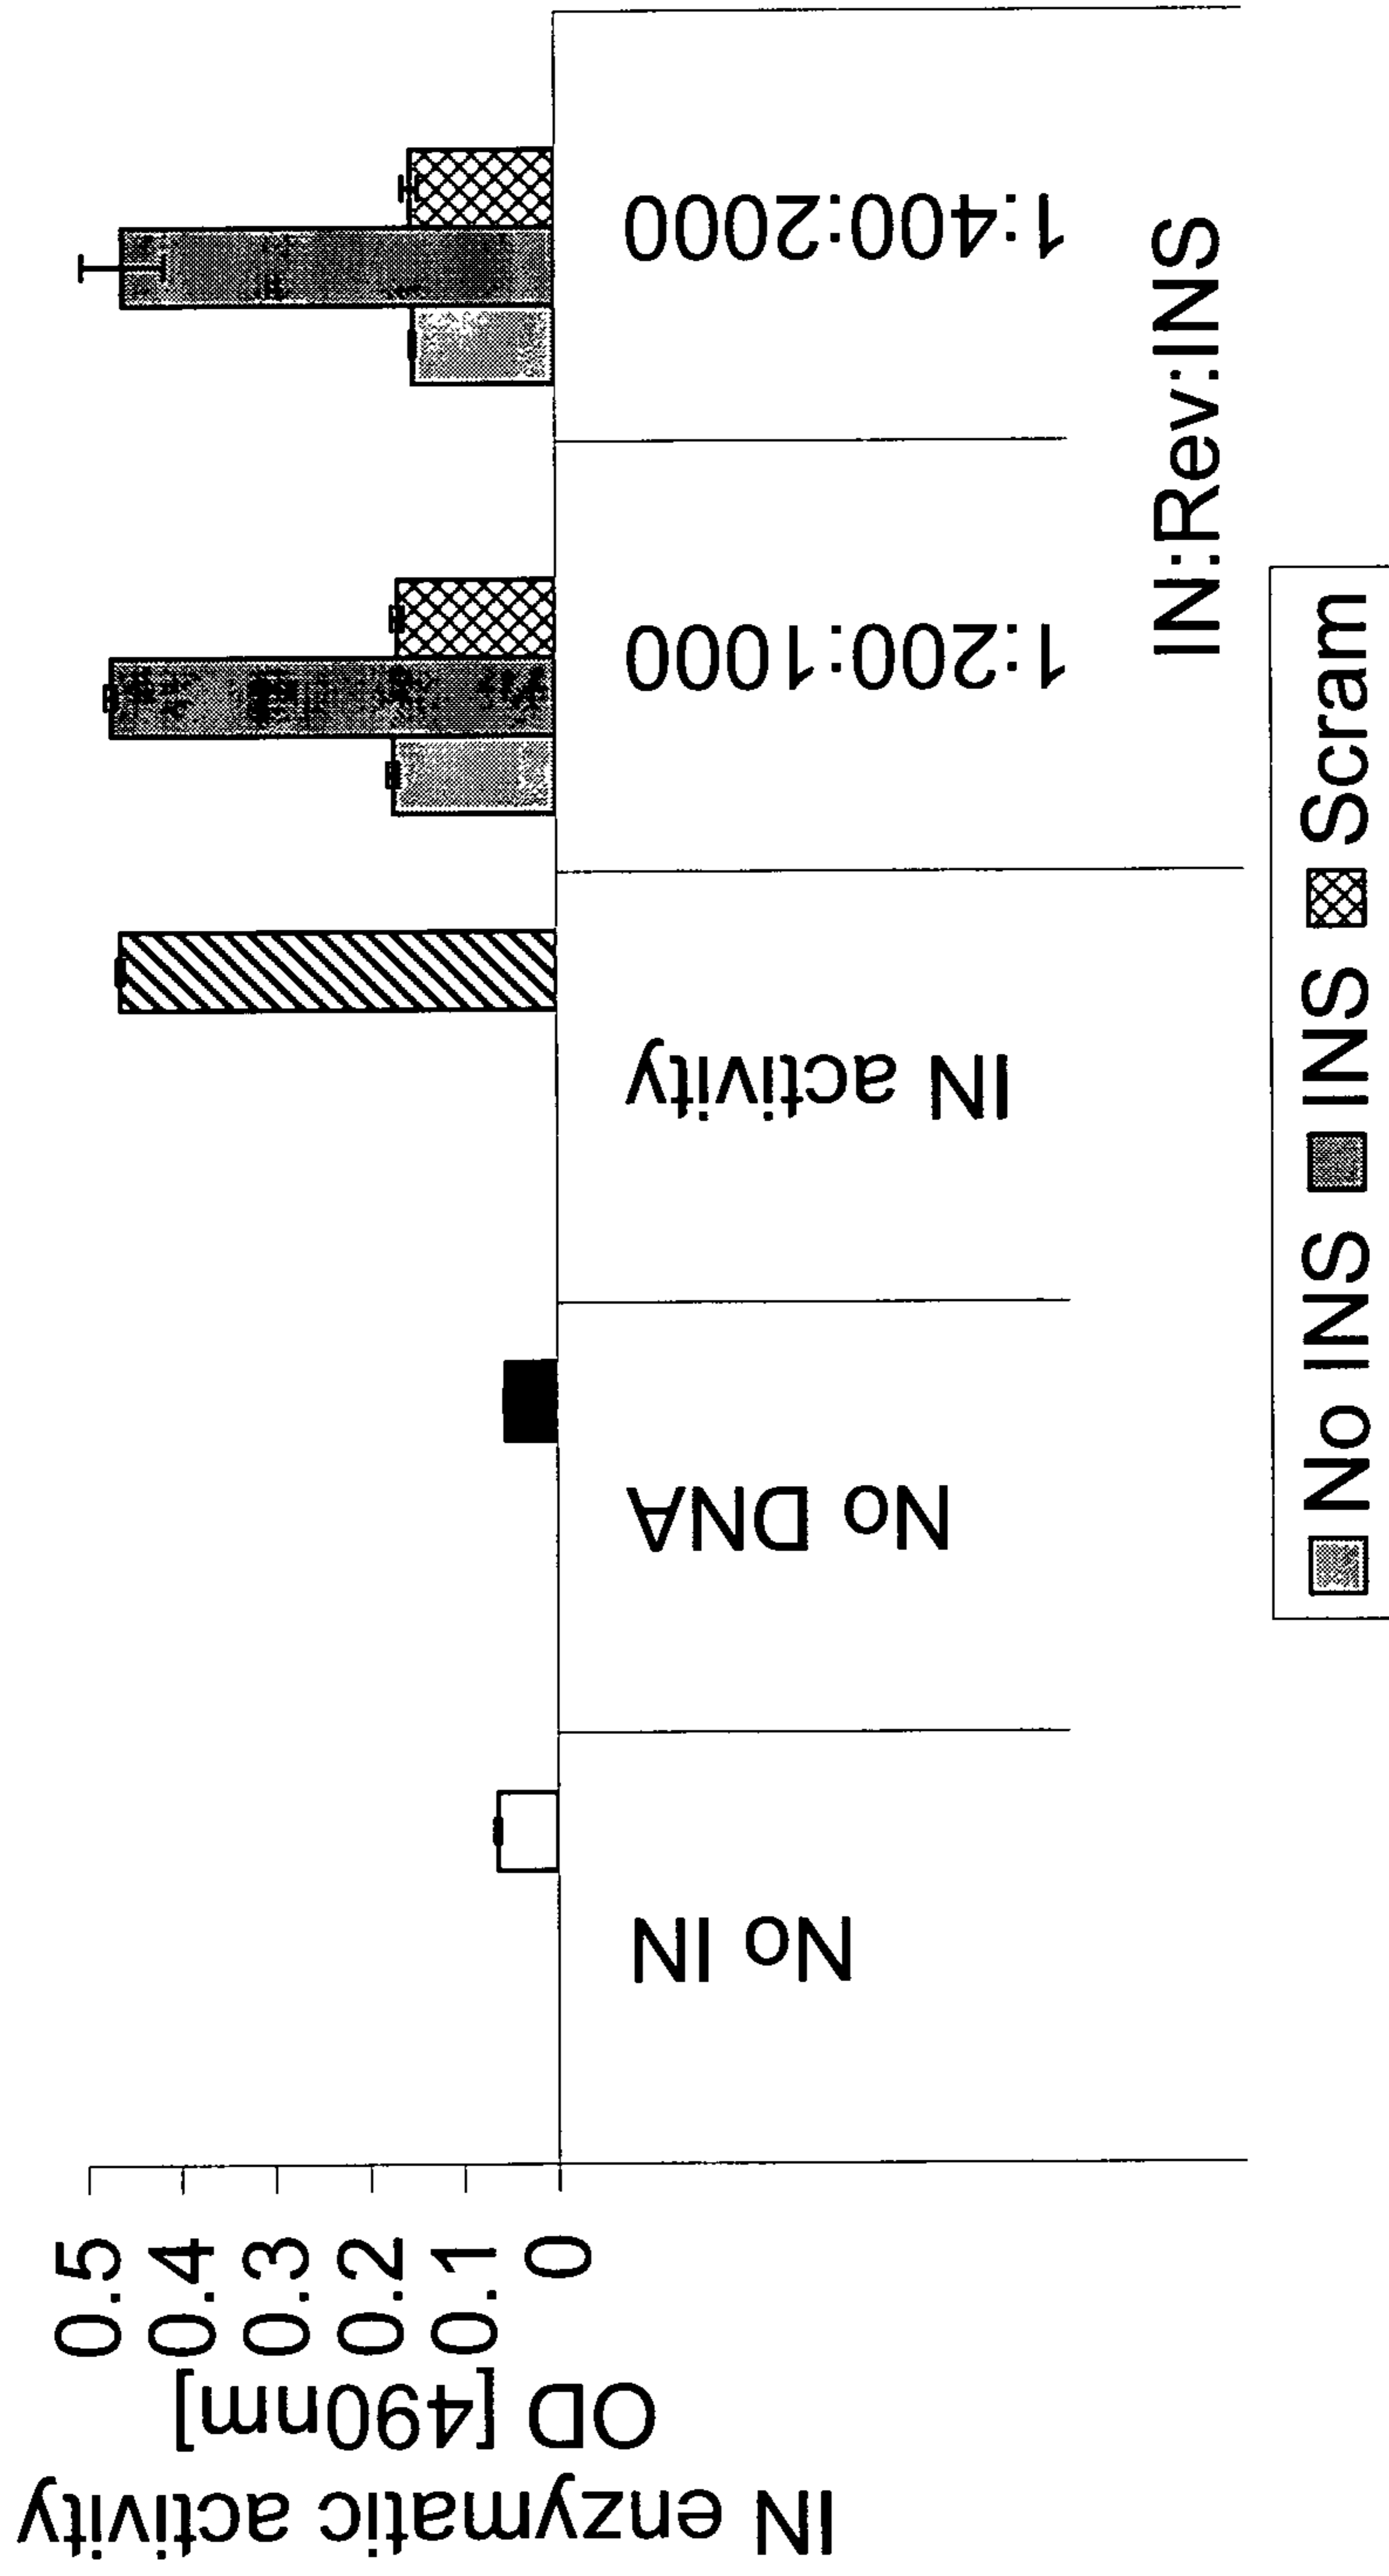 IN enzymatic activity
OD [490nm]
0.5
0.4
0.3
0.2
0.1
0
No IN
No DNA
IN activity
1:200:1000
1:400:2000
IN:Rev:INS
No INS INS Scram